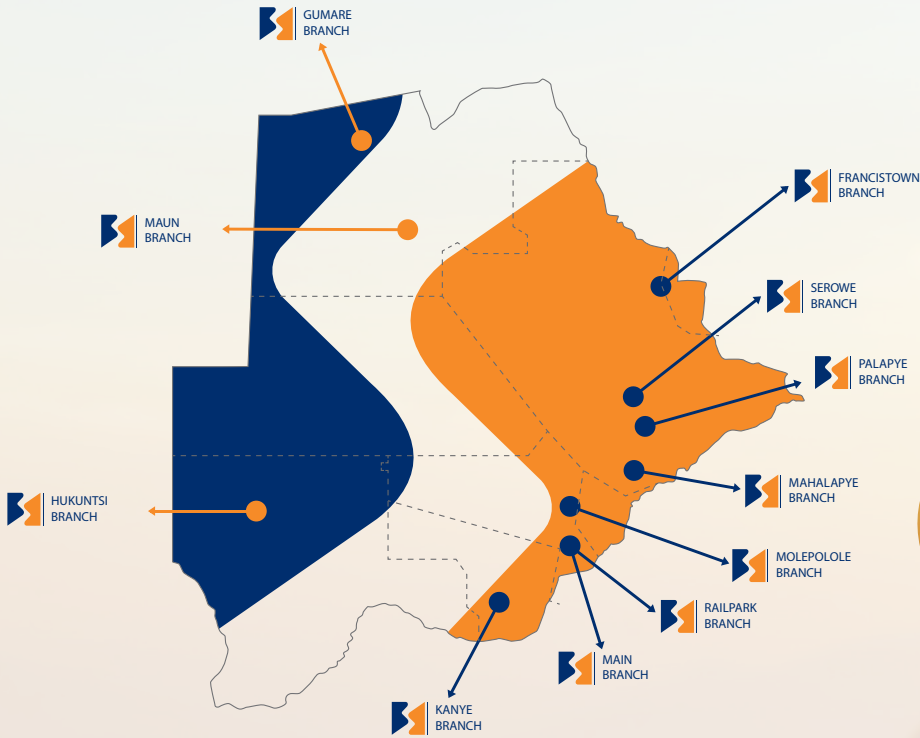 GUMARE
BRANCH
FRANCISTOWN
BRANCH
MAUN
BRANCH
SEROWE
BRANCH
PALAPYE
BRANCH
HUKUNTSI
BRANCH
MAHALAPYE
BRANCH
MOLEPOLOLE
BRANCH
RAILPARK
BRANCH
MAIN
BRANCH
KANYE
BRANCH